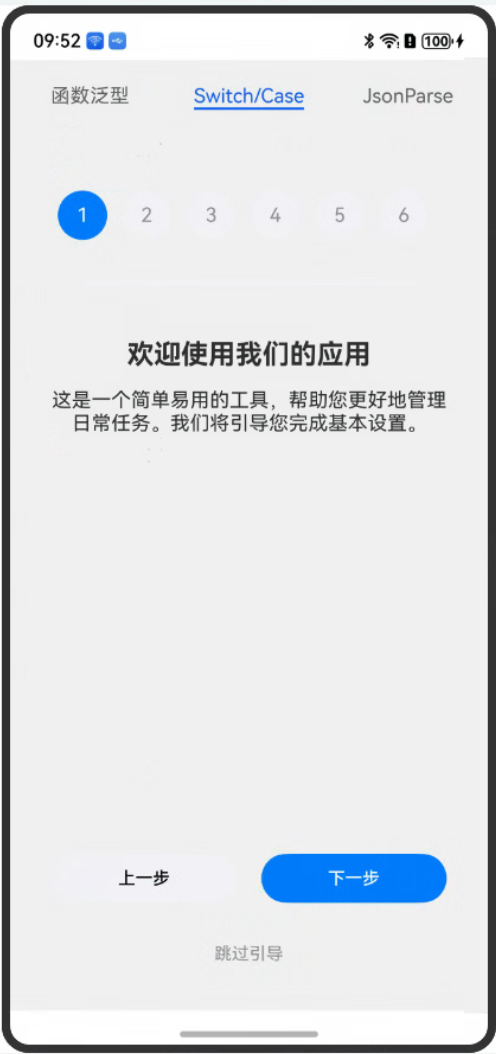 09:52 100
函数泛型 Switch/Case JsonParse
1 2 3 4 5 6
欢迎使用我们的应用
这是一个简单易用的工具，帮助您更好地管理
日常任务。我们将引导您完成基本设置。
上一步 下一步
跳过引导